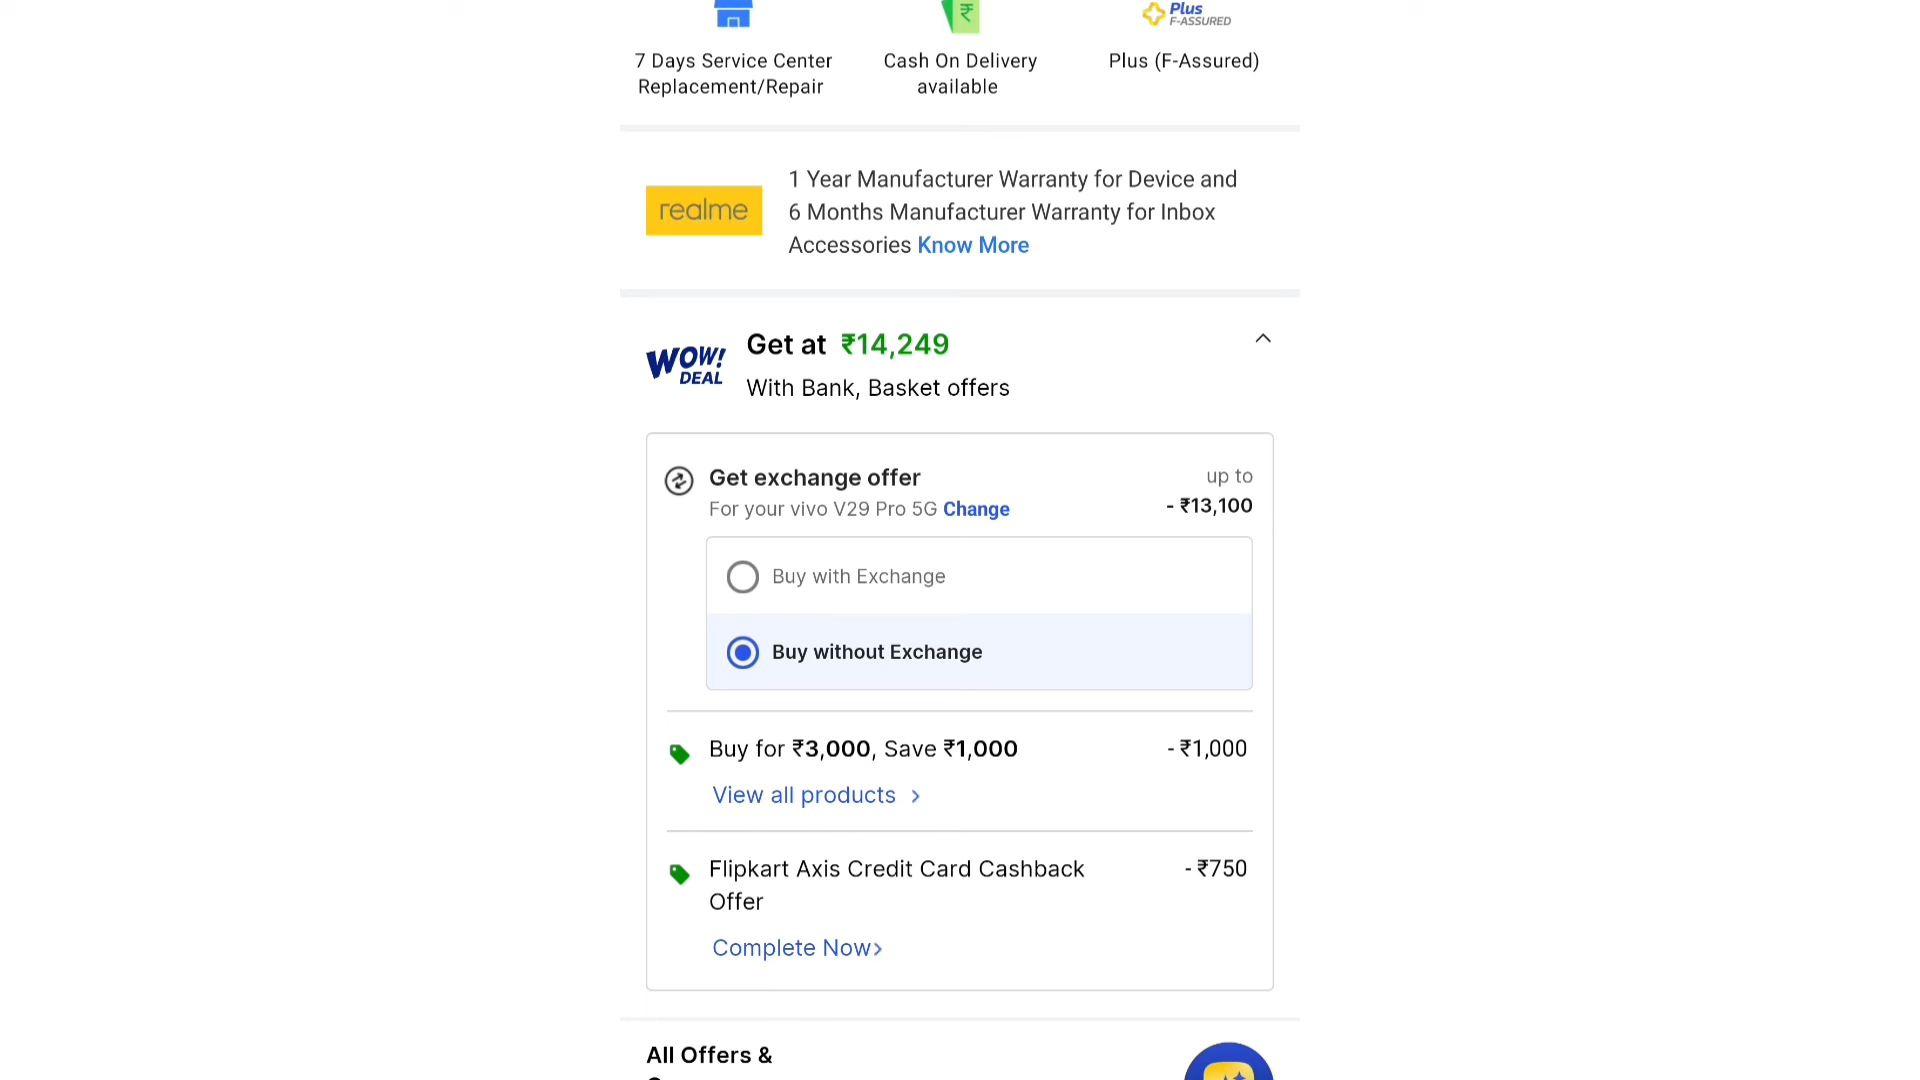 Plus
F-ASSURED
7 Days Service Center
Replacement/Repair
Cash On Delivery
available
Plus (F-Assured)
realme
1 Year Manufacturer Warranty for Device and
6 Months Manufacturer Warranty for Inbox
Accessories Know More
WOW!
DEAL
Get at ₹14,249
With Bank, Basket offers
Get exchange offer
up to
For your vivo V29 Pro 5G Change
- ₹13,100
Buy with Exchange
Buy without Exchange
Buy for ₹3,000, Save ₹1,000
- ₹1,000
View all products
Flipkart Axis Credit Card Cashback
Offer
- ₹750
Complete Now
All Offers &